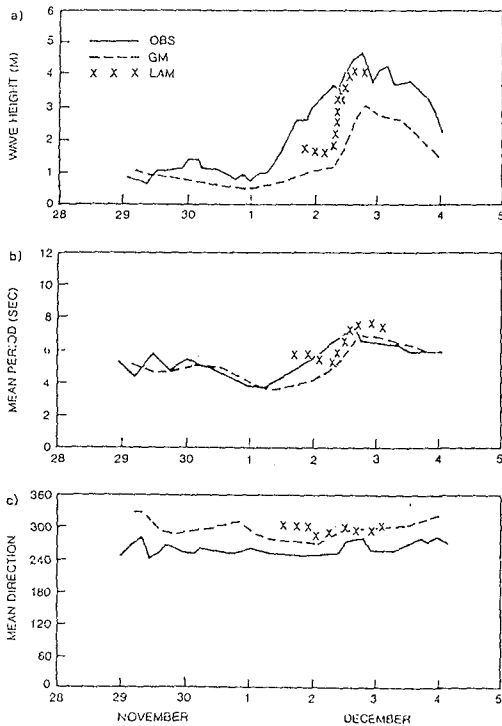 a)
6
5
4
3
2
1
0
WAVE HEIGHT (M)
OBS
GM
x x x LAM
28 29 30 1 2 3 4 5
b)
12
10
8
6
4
2
0
MEAN PERIOD (SEC)
28 29 30 1 2 3 4 5
c)
360
300
240
180
120
60
0
MEAN DIRECTION
28 29 30 1 2 3 4 5
NOVEMBER DECEMBER